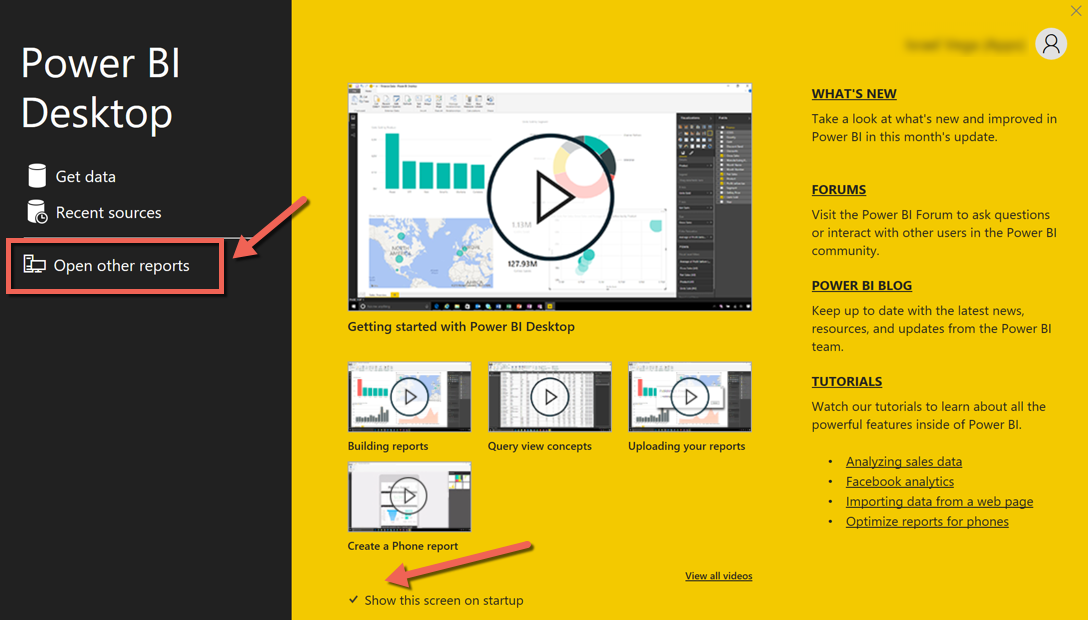 Power BI
Desktop
Get data
Recent sources
Open other reports
Getting started with Power BI Desktop
Building reports
Query view concepts
Uploading your reports
Create a Phone report
View all videos
Show this screen on startup
WHAT'S NEW
Take a look at what's new and improved in
Power BI in this month's update.
FORUMS
Visit the Power BI Forum to ask questions
or interact with other users in the Power BI
community.
POWER BI BLOG
Keep up to date with the latest news,
resources, and updates from the Power BI
team.
TUTORIALS
Watch our tutorials to learn about all the
powerful features inside of Power BI.
• Analyzing sales data
• Facebook analytics
• Importing data from a web page
• Optimize reports for phones
1.13M
127.93M